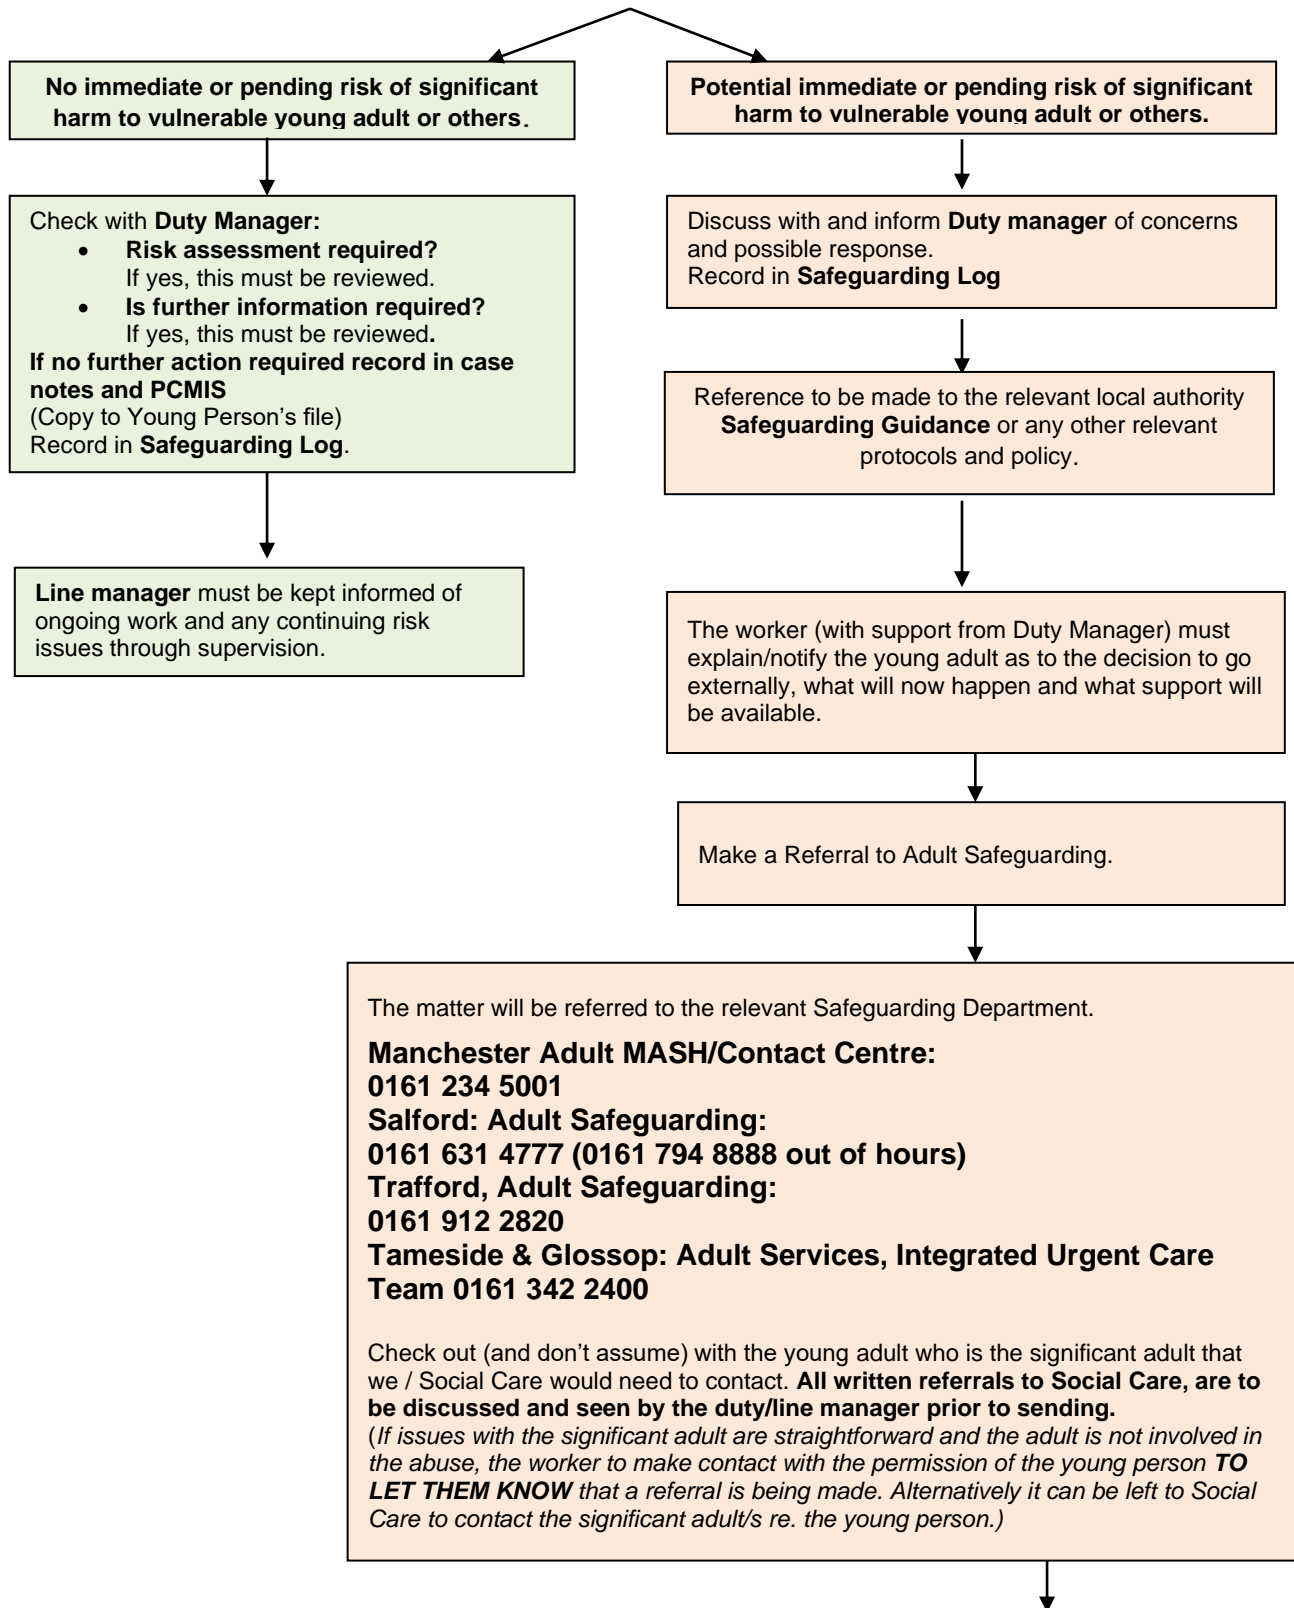 No immediate or pending risk of significant
harm to vulnerable young adult or others.
Check with Duty Manager:
• Risk assessment required?
If yes, this must be reviewed.
• Is further information required?
If yes, this must be reviewed.
If no further action required record in case
notes and PCMIS
(Copy to Young Person’s file)
Record in Safeguarding Log.
Line manager must be kept informed of
ongoing work and any continuing risk
issues through supervision.
Potential immediate or pending risk of significant
harm to vulnerable young adult or others.
Discuss with and inform Duty manager of concerns
and possible response.
Record in Safeguarding Log
Reference to be made to the relevant local authority
Safeguarding Guidance or any other relevant
protocols and policy.
The worker (with support from Duty Manager) must
explain/notify the young adult as to the decision to go
externally, what will now happen and what support will
be available.
Make a Referral to Adult Safeguarding.
The matter will be referred to the relevant Safeguarding Department.
Manchester Adult MASH/Contact Centre:
0161 234 5001
Salford: Adult Safeguarding:
0161 631 4777 (0161 794 8888 out of hours)
Trafford, Adult Safeguarding:
0161 912 2820
Tameside & Glossop: Adult Services, Integrated Urgent Care
Team 0161 342 2400
Check out (and don’t assume) with the young adult who is the significant adult that
we / Social Care would need to contact. All written referrals to Social Care, are to
be discussed and seen by the duty/line manager prior to sending.
(If issues with the significant adult are straightforward and the adult is not involved in
the abuse, the worker to make contact with the permission of the young person TO
LET THEM KNOW that a referral is being made. Alternatively it can be left to Social
Care to contact the significant adult/s re. the young person.)